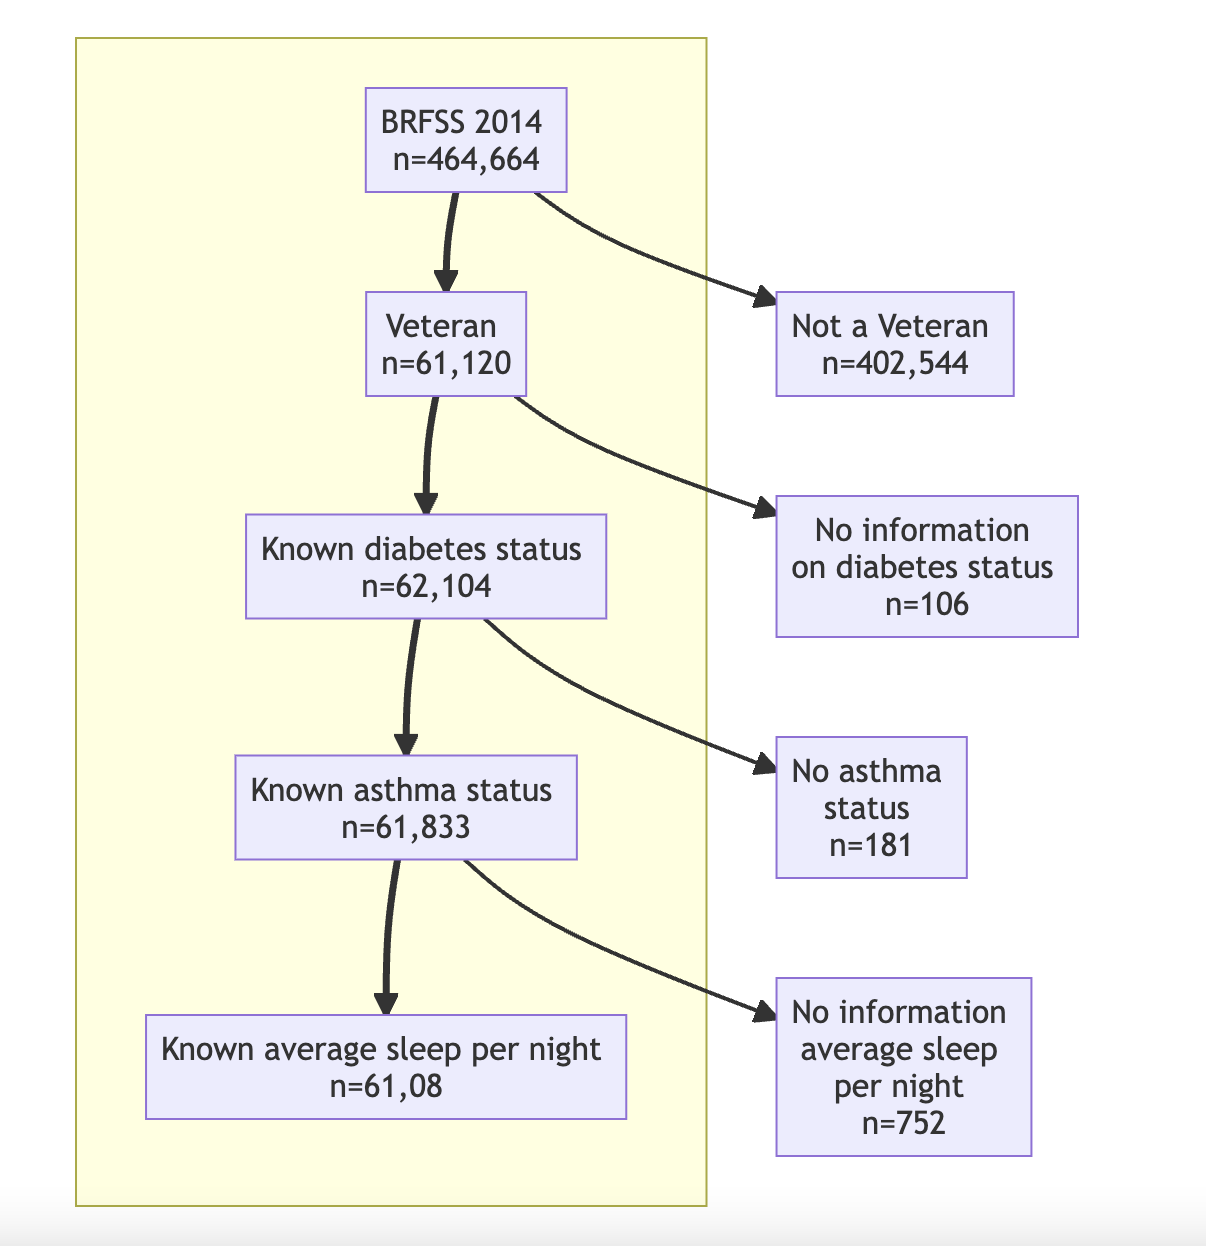 BRFSS 2014
n=464,664
Veteran
n=61,120
Not a Veteran
n=402,544
Known diabetes status
n=62,104
No information
on diabetes status
n=106
Known asthma status
n=61,833
No asthma
status
n=181
Known average sleep per night
n=61,08
No information
average sleep
per night
n=752